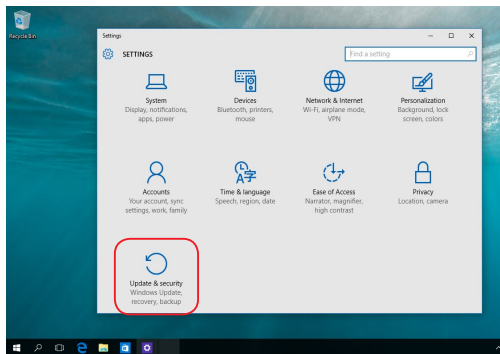 Recycle Bin
Settings
SETTINGS
Find a setting
System
Display, notifications,
apps, power
Devices
Bluetooth, printers,
mouse
Network & Internet
Wi-Fi, airplane mode,
VPN
Personalization
Background, lock
screen, colors
Accounts
Your account, sync
settings, work, family
Time & language
Speech, region, date
Ease of Access
Narrator, magnifier,
high contrast
Privacy
Location, camera
Update & security
Windows Update,
recovery, backup